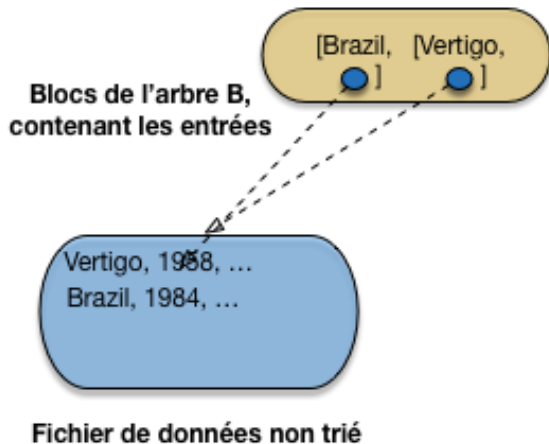 [Brazil, [Vertigo,
] ]
Blocs de l'arbre B,
contenant les entrées
Vertigo, 1958, ...
Brazil, 1984, ...
Fichier de données non trié